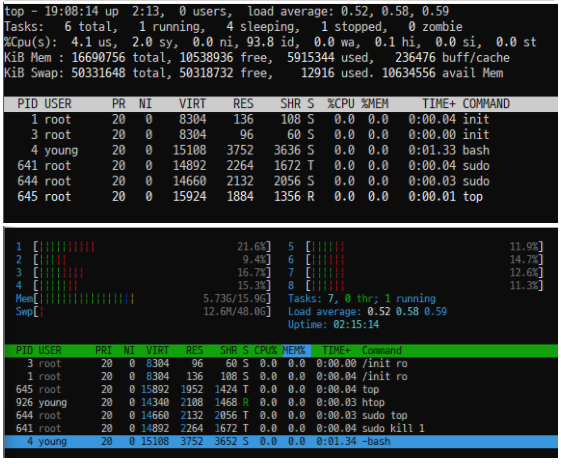 top - 19:08:14 up  2:13,  0 users,  load average: 0.52, 0.58, 0.59
Tasks:   6 total,   1 running,   4 sleeping,   1 stopped,   0 zombie
%Cpu(s):  4.1 us,  2.0 sy,  0.0 ni, 93.8 id,  0.0 wa,  0.1 hi,  0.0 si,  0.0 st
KiB Mem : 16690756 total, 10538936 free,  5915344 used,   236476 buff/cache
KiB Swap: 50331648 total, 50318732 free,    12916 used. 10634556 avail Mem
PID USER      PR  NI    VIRT    RES    SHR S  %CPU %MEM     TIME+ COMMAND
1 root      20   0    8304    136    108 S   0.0  0.0   0:00.04 init
3 root      20   0    8304     96     60 S   0.0  0.0   0:00.00 init
4 young     20   0   15108   3752   3636 S   0.0  0.0   0:01.33 bash
641 root      20   0   14892   2264   1672 T   0.0  0.0   0:00.04 sudo
644 root      20   0   14660   2132   2056 S   0.0  0.0   0:00.03 sudo
645 root      20   0   15924   1884   1356 R   0.0  0.0   0:00.01 top
1 [||||||||||| 21.6%] 5 [|||||| 11.9%]
2 [||||| 9.4%] 6 [|||||| 14.7%]
3 [||||||||| 16.7%] 7 [|||||| 12.6%]
4 [||||||| 15.3%] 8 [|||||| 11.3%]
Mem[||||||||||||||||||| 5.73G/15.9G] Tasks: 7, 0 thr; 1 running
Swp[| 12.6M/48.0G] Load average: 0.52 0.58 0.59
Uptime: 02:15:14
PID USER      PRI  NI  VIRT   RES   SHR S CPU% MEM%   TIME+  Command
3 root       20   0  8304    96    60 S  0.0  0.0  0:00.00 /init ro
1 root       20   0  8304   136   108 S  0.0  0.0  0:00.04 /init ro
645 root       20   0 15892  1952  1424 T  0.0  0.0  0:00.04 top
926 young      20   0 14340  2108  1468 R  0.0  0.0  0:00.03 htop
644 root       20   0 14660  2132  2056 T  0.0  0.0  0:00.03 sudo top
641 root       20   0 14892  2264  1672 T  0.0  0.0  0:00.04 sudo kill 1
4 young      20   0 15108  3752  3652 S  0.0  0.0  0:01.34 -bash